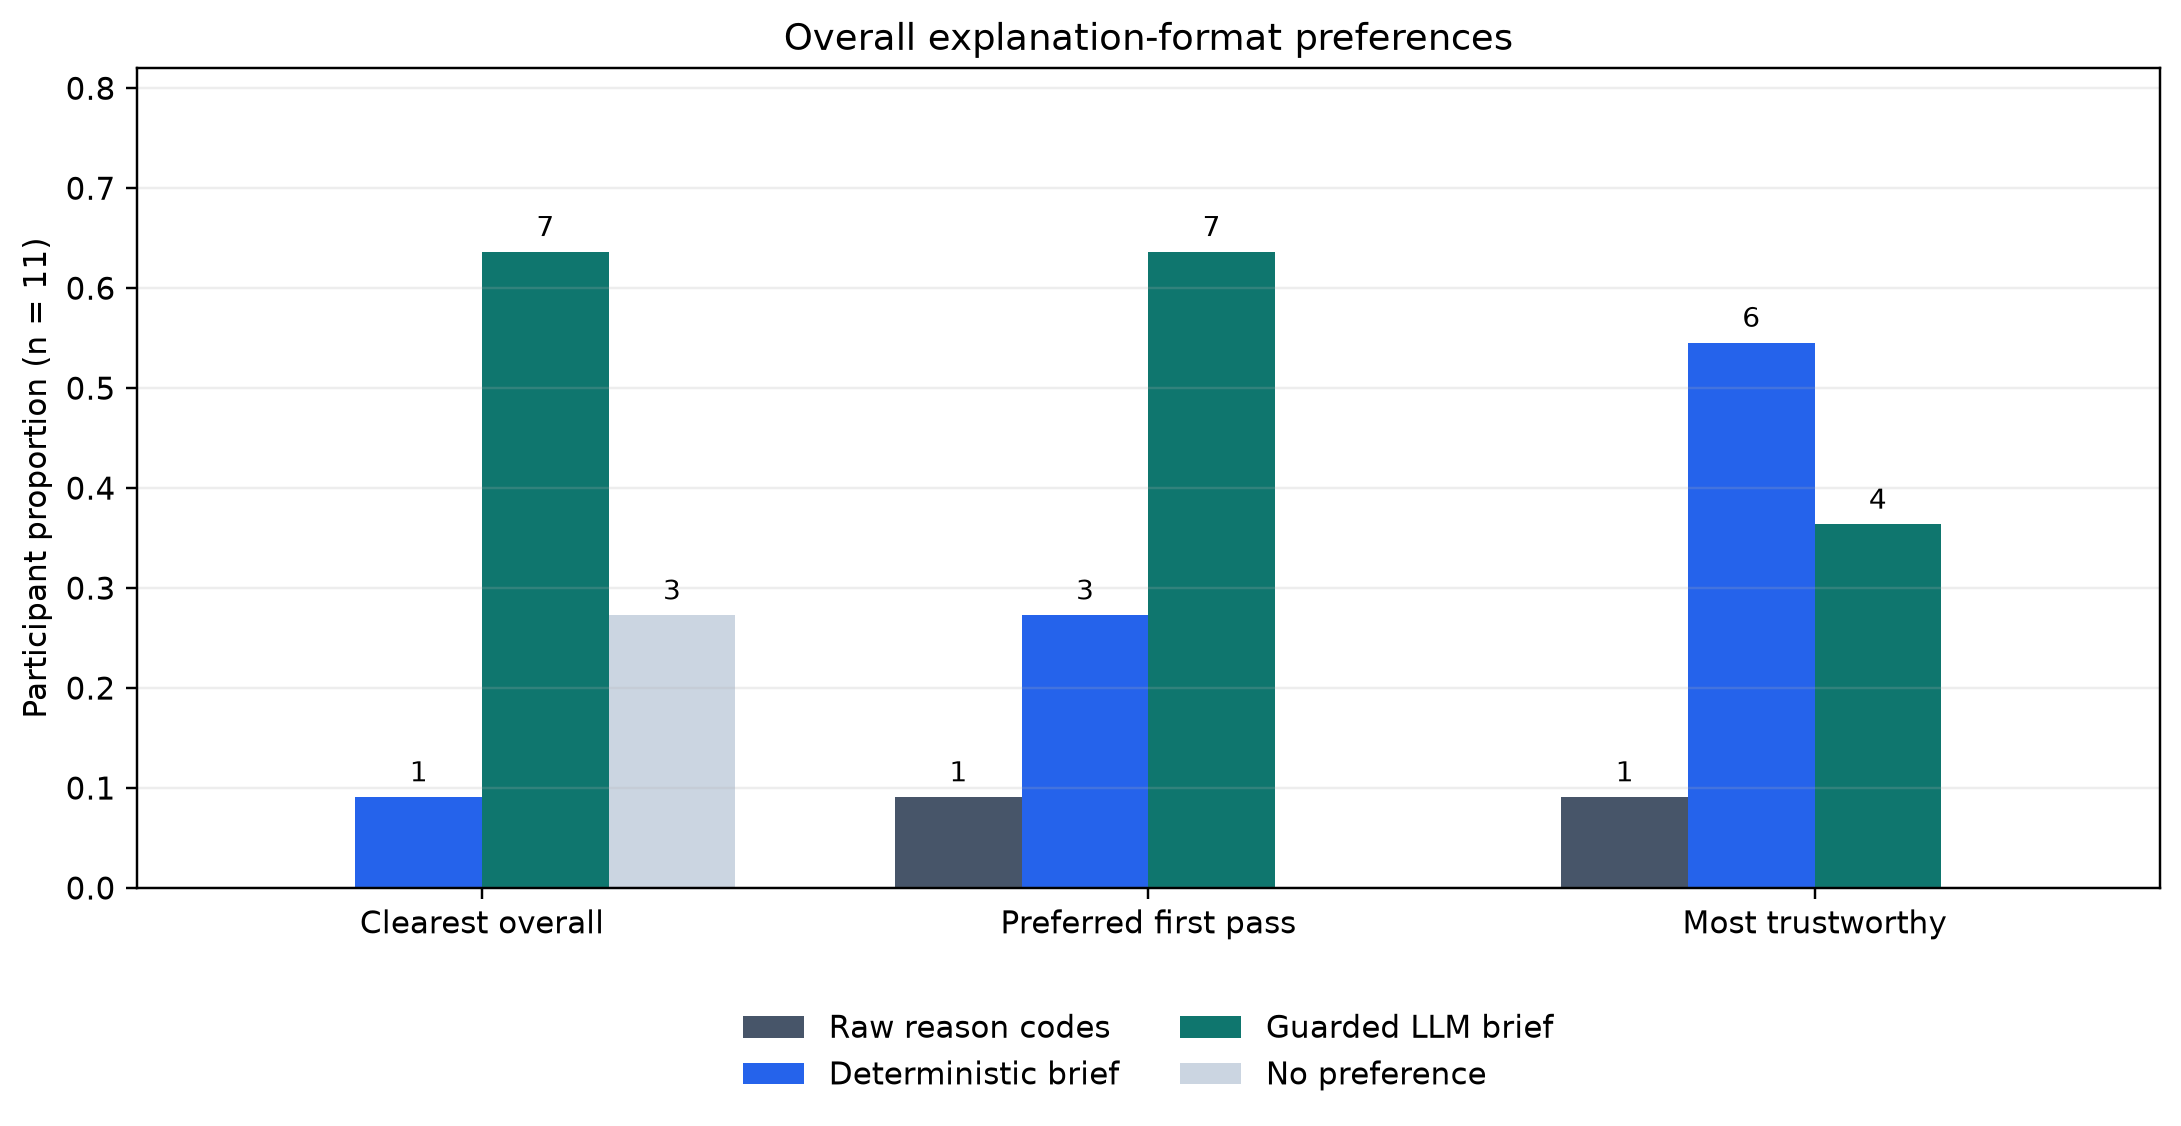 Overall explanation-format preferences
Participant proportion (n = 11)
0.8
0.7
0.6
0.5
0.4
0.3
0.2
0.1
0.0
1
7
3
1
3
7
1
6
4
Clearest overall
Preferred first pass
Most trustworthy
Raw reason codes
Deterministic brief
Guarded LLM brief
No preference